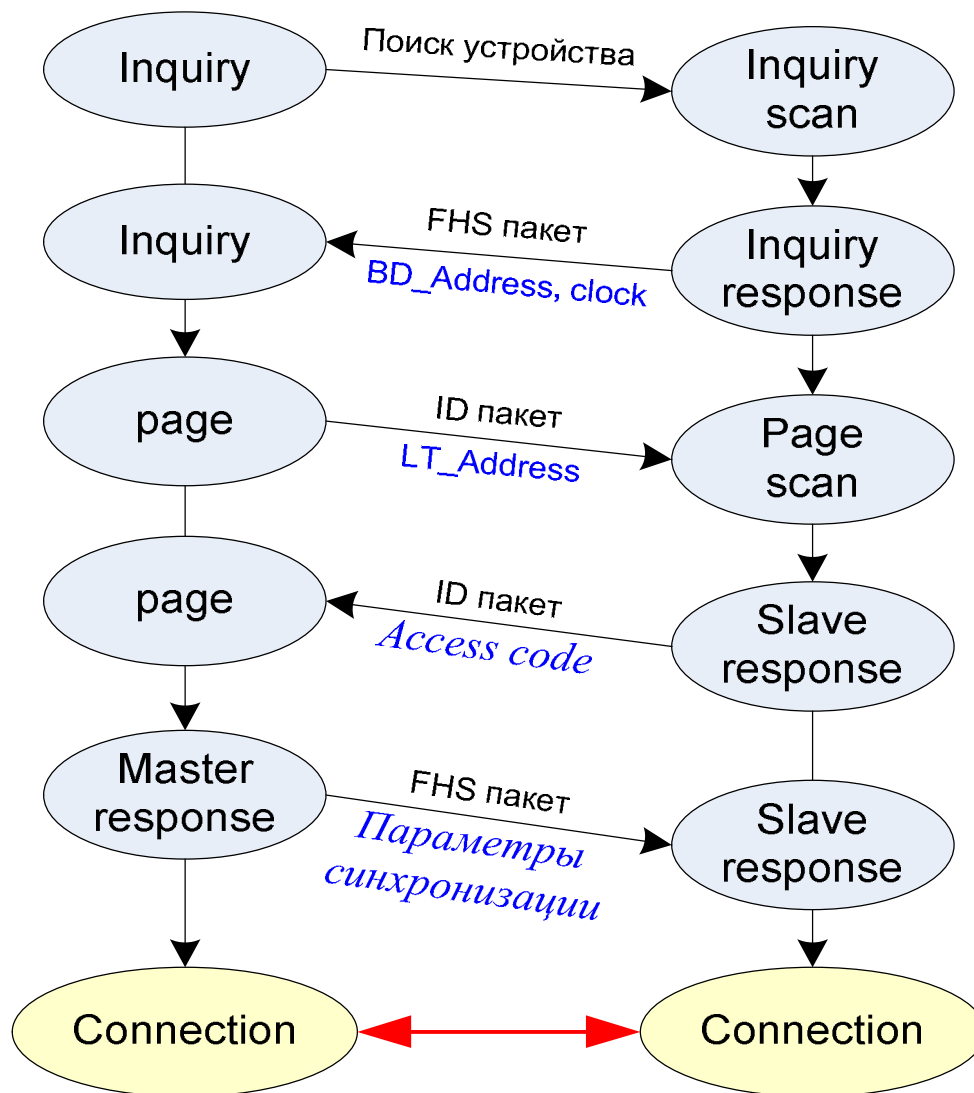 Inquiry
Поиск устройства
Inquiry
scan
Inquiry
FHS пакет
BD_Address, clock
Inquiry
response
page
ID пакет
LT_Address
Page
scan
page
ID пакет
Access code
Slave
response
Master
response
FHS пакет
Параметры
синхронизации
Slave
response
Connection
Connection